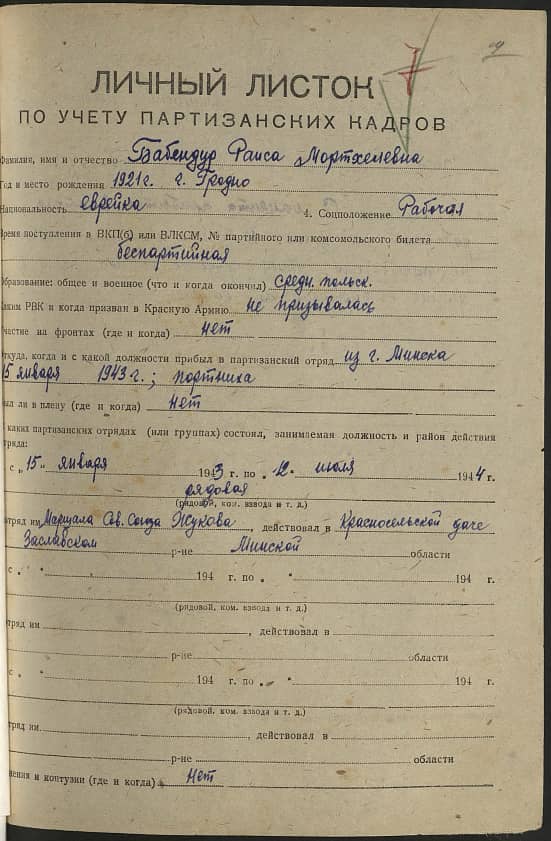 ЛИЧНЫЙ ЛИСТОК
ПО УЧЕТУ ПАРТИЗАНСКИХ КАДРОВ
Фамилия, имя и отчество Бабендур Раиса Мортхелевна
Год и место рождения 1921 г. г. Гродно
Национальность еврейка 4. Соцположение Рабочая
Время поступления в ВКП(б) или ВЛКСМ, № партийного или комсомольского билета
беспартийная
Образование: общее и военное (что и когда окончил) средн. польск.
Каким РВК и когда призван в Красную Армию не призывалась
Участие на фронтах (где и когда) нет
Откуда, когда и с какой должности прибыл в партизанский отряд из г. Минска
15 января 1943 г.; портниха
Был ли в плену (где и когда) нет
каких партизанских отрядах (или группах) состоял, занимаемая должность и район действия
отряда:
с „15" января 1943 г. по „12" июля 1944 г.
рядовая
(рядовой, ком. взвода и т. д.)
отряд им Маршала Сов. Союза Жукова, действовал в Красносельской даче
Заславском р-не Минской области
с „ " 194 г. по „ " 194 г.
(рядовой, ком. взвода и т. д.)
отряд им , действовал в
р-не области
с „ " 194 г. по „ " 194 г.
(рядовой, ком. взвода и т. д.)
отряд им. , действовал в
р-не области
ранения и контузии (где и когда) нет